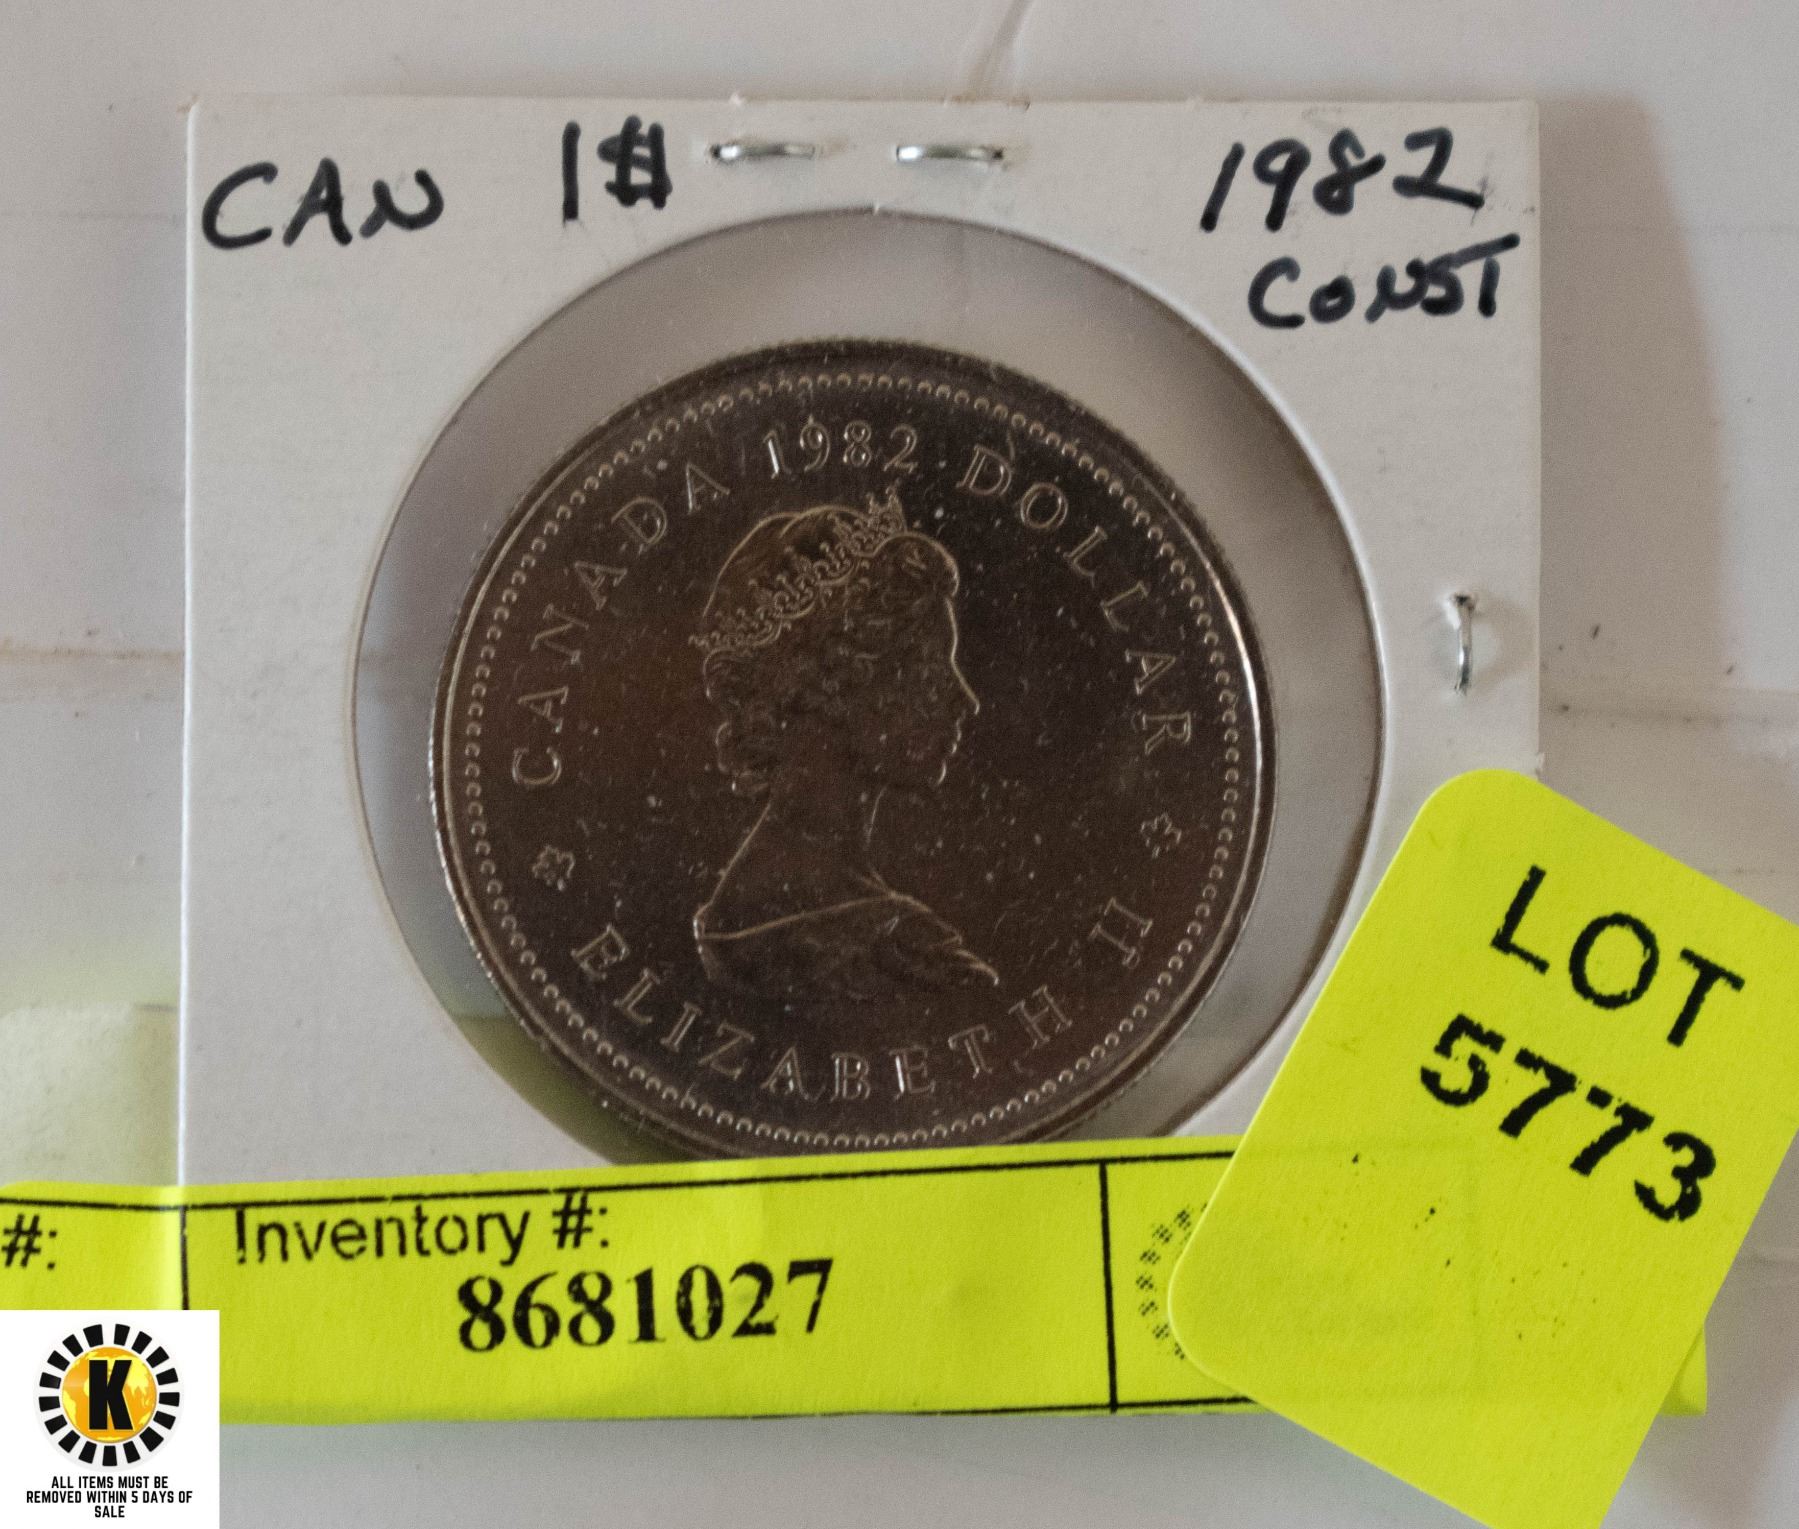 CAN 1$ 1982
CONST
CANADA 1982 DOLLAR
ELIZABETH II
LOT
5773
#:
Inventory #:
8681027
K
ALL ITEMS MUST BE
REMOVED WITHIN 5 DAYS OF
SALE